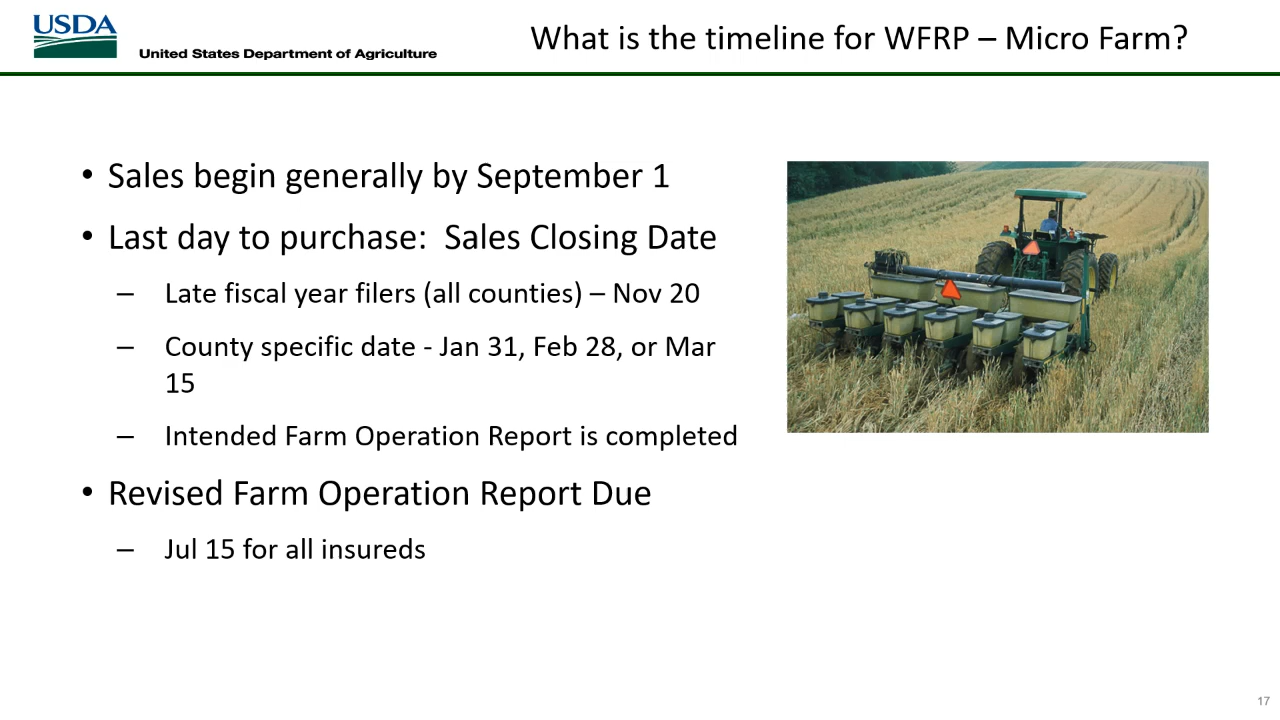 USDA
United States Department of Agriculture
What is the timeline for WFRP – Micro Farm?
• Sales begin generally by September 1
• Last day to purchase:  Sales Closing Date
– Late fiscal year filers (all counties) – Nov 20
– County specific date - Jan 31, Feb 28, or Mar
15
– Intended Farm Operation Report is completed
• Revised Farm Operation Report Due
– Jul 15 for all insureds
17